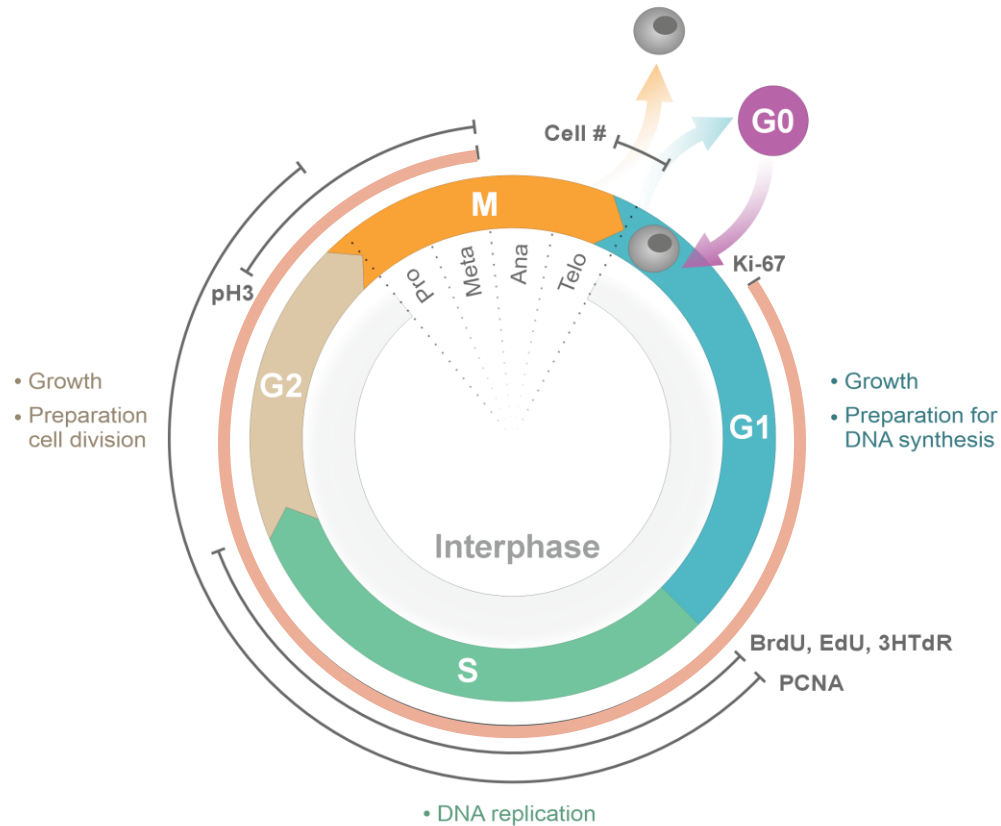 Cell #
G0
M
pH3
Pro
Meta
Ana
Telo
Ki-67
G2
• Growth
• Preparation
cell division
G1
• Growth
• Preparation for
DNA synthesis
Interphase
S
BrdU, EdU, 3HTdR
PCNA
• DNA replication